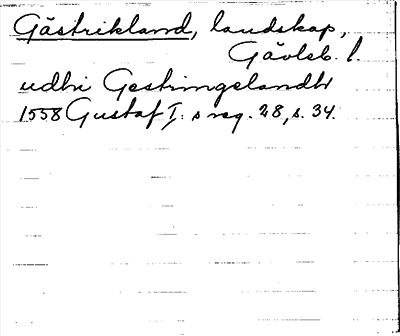 Gästrikland, landskap,
Gävleb. l.
udhi Gestringelandh
1558 Gustaf I:s reg. 28, s. 34.